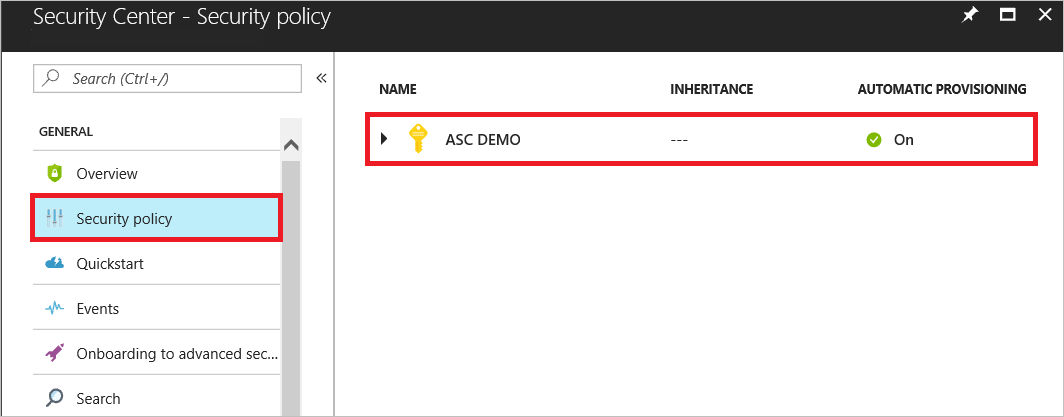 Security Center - Security policy
Search (Ctrl+/)
«
GENERAL
Overview
Security policy
Quickstart
Events
Onboarding to advanced sec...
Search
NAME INHERITANCE AUTOMATIC PROVISIONING
ASC DEMO --- On